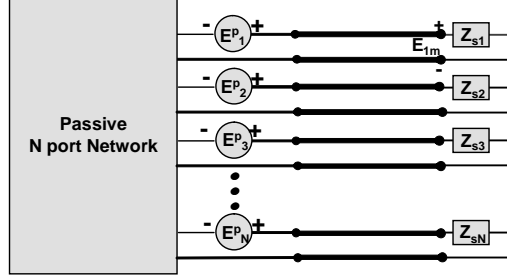 - E^p_1 + + Z_s1
E_1m
- E^p_2 + - Z_s2
Passive
N port Network
- E^p_3 + Z_s3
- E^p_N + Z_sN